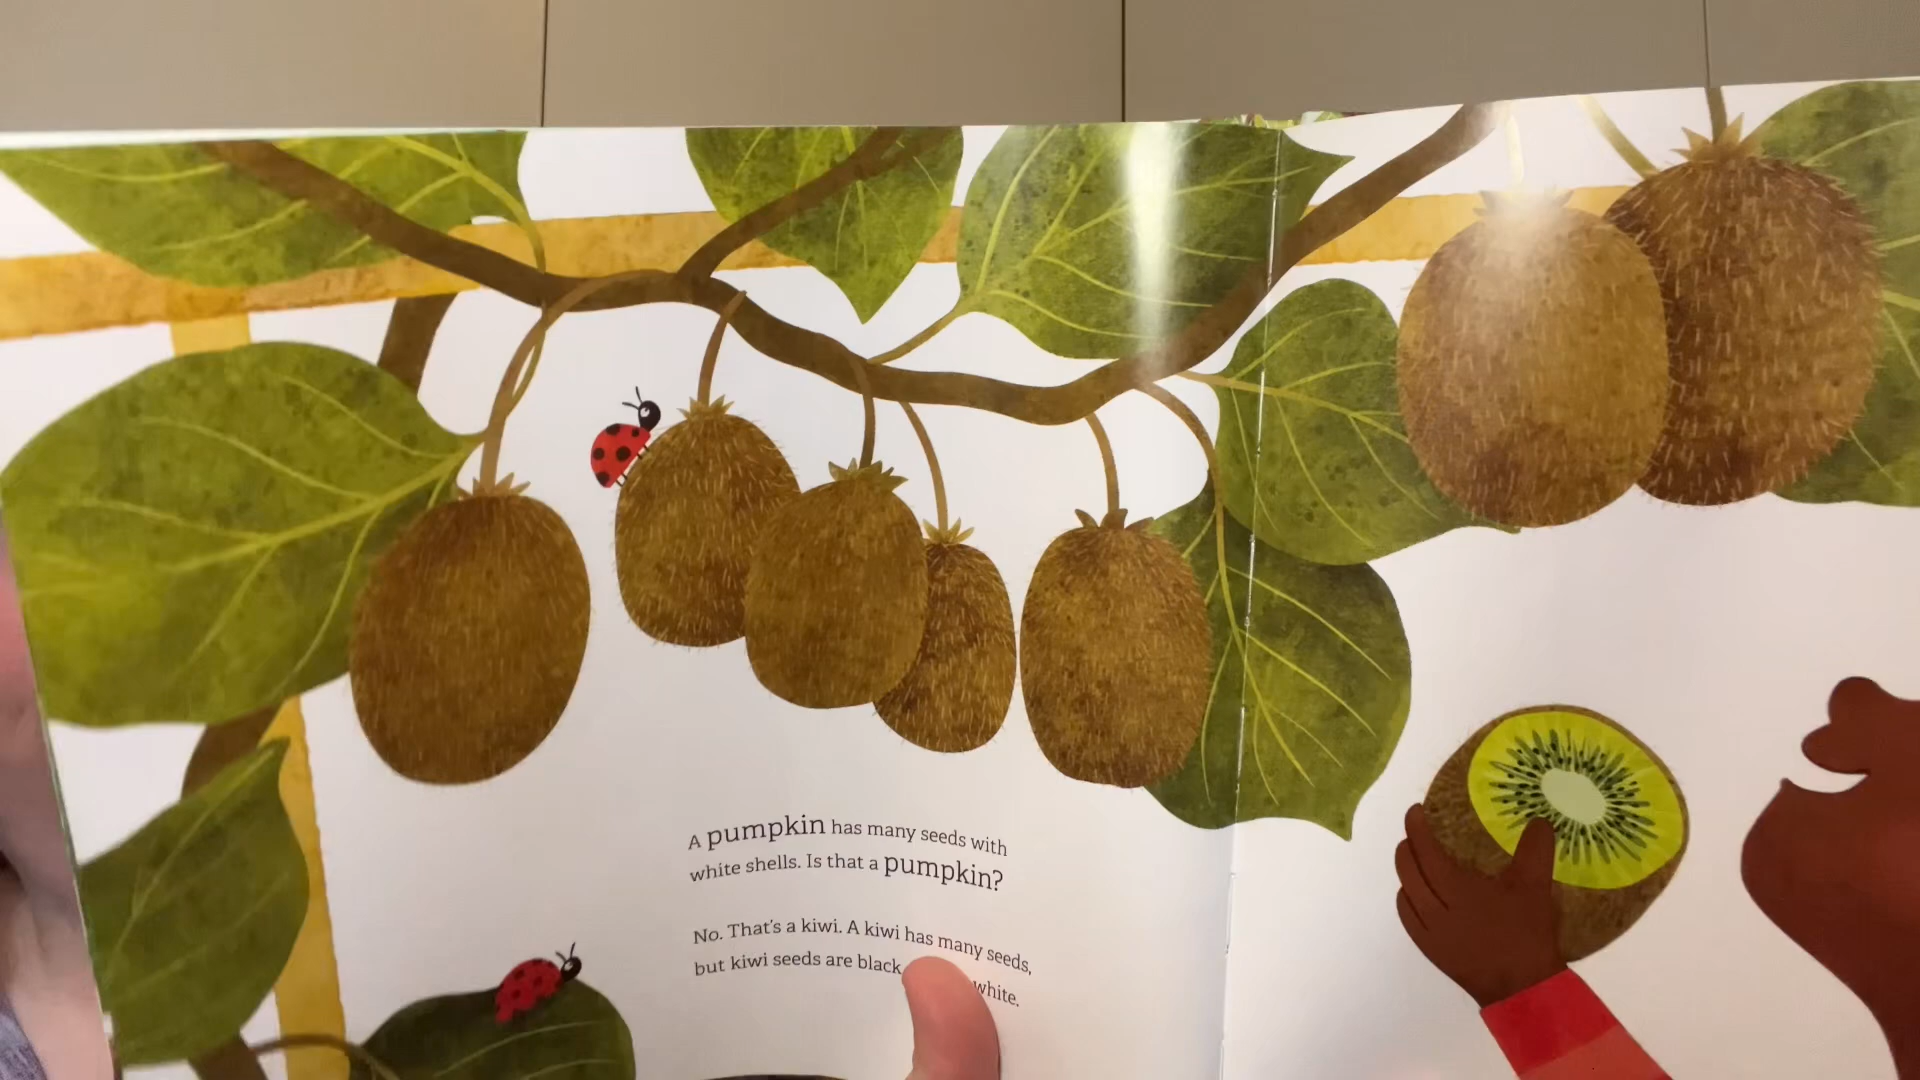 A pumpkin has many seeds with
white shells. Is that a pumpkin?
No. That's a kiwi. A kiwi has many seeds,
but kiwi seeds are black white.